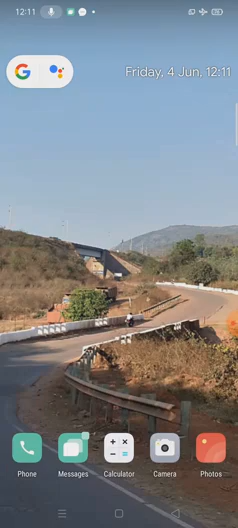 12:11
Friday, 4 Jun, 12:11
Phone
Messages
Calculator
Camera
Photos